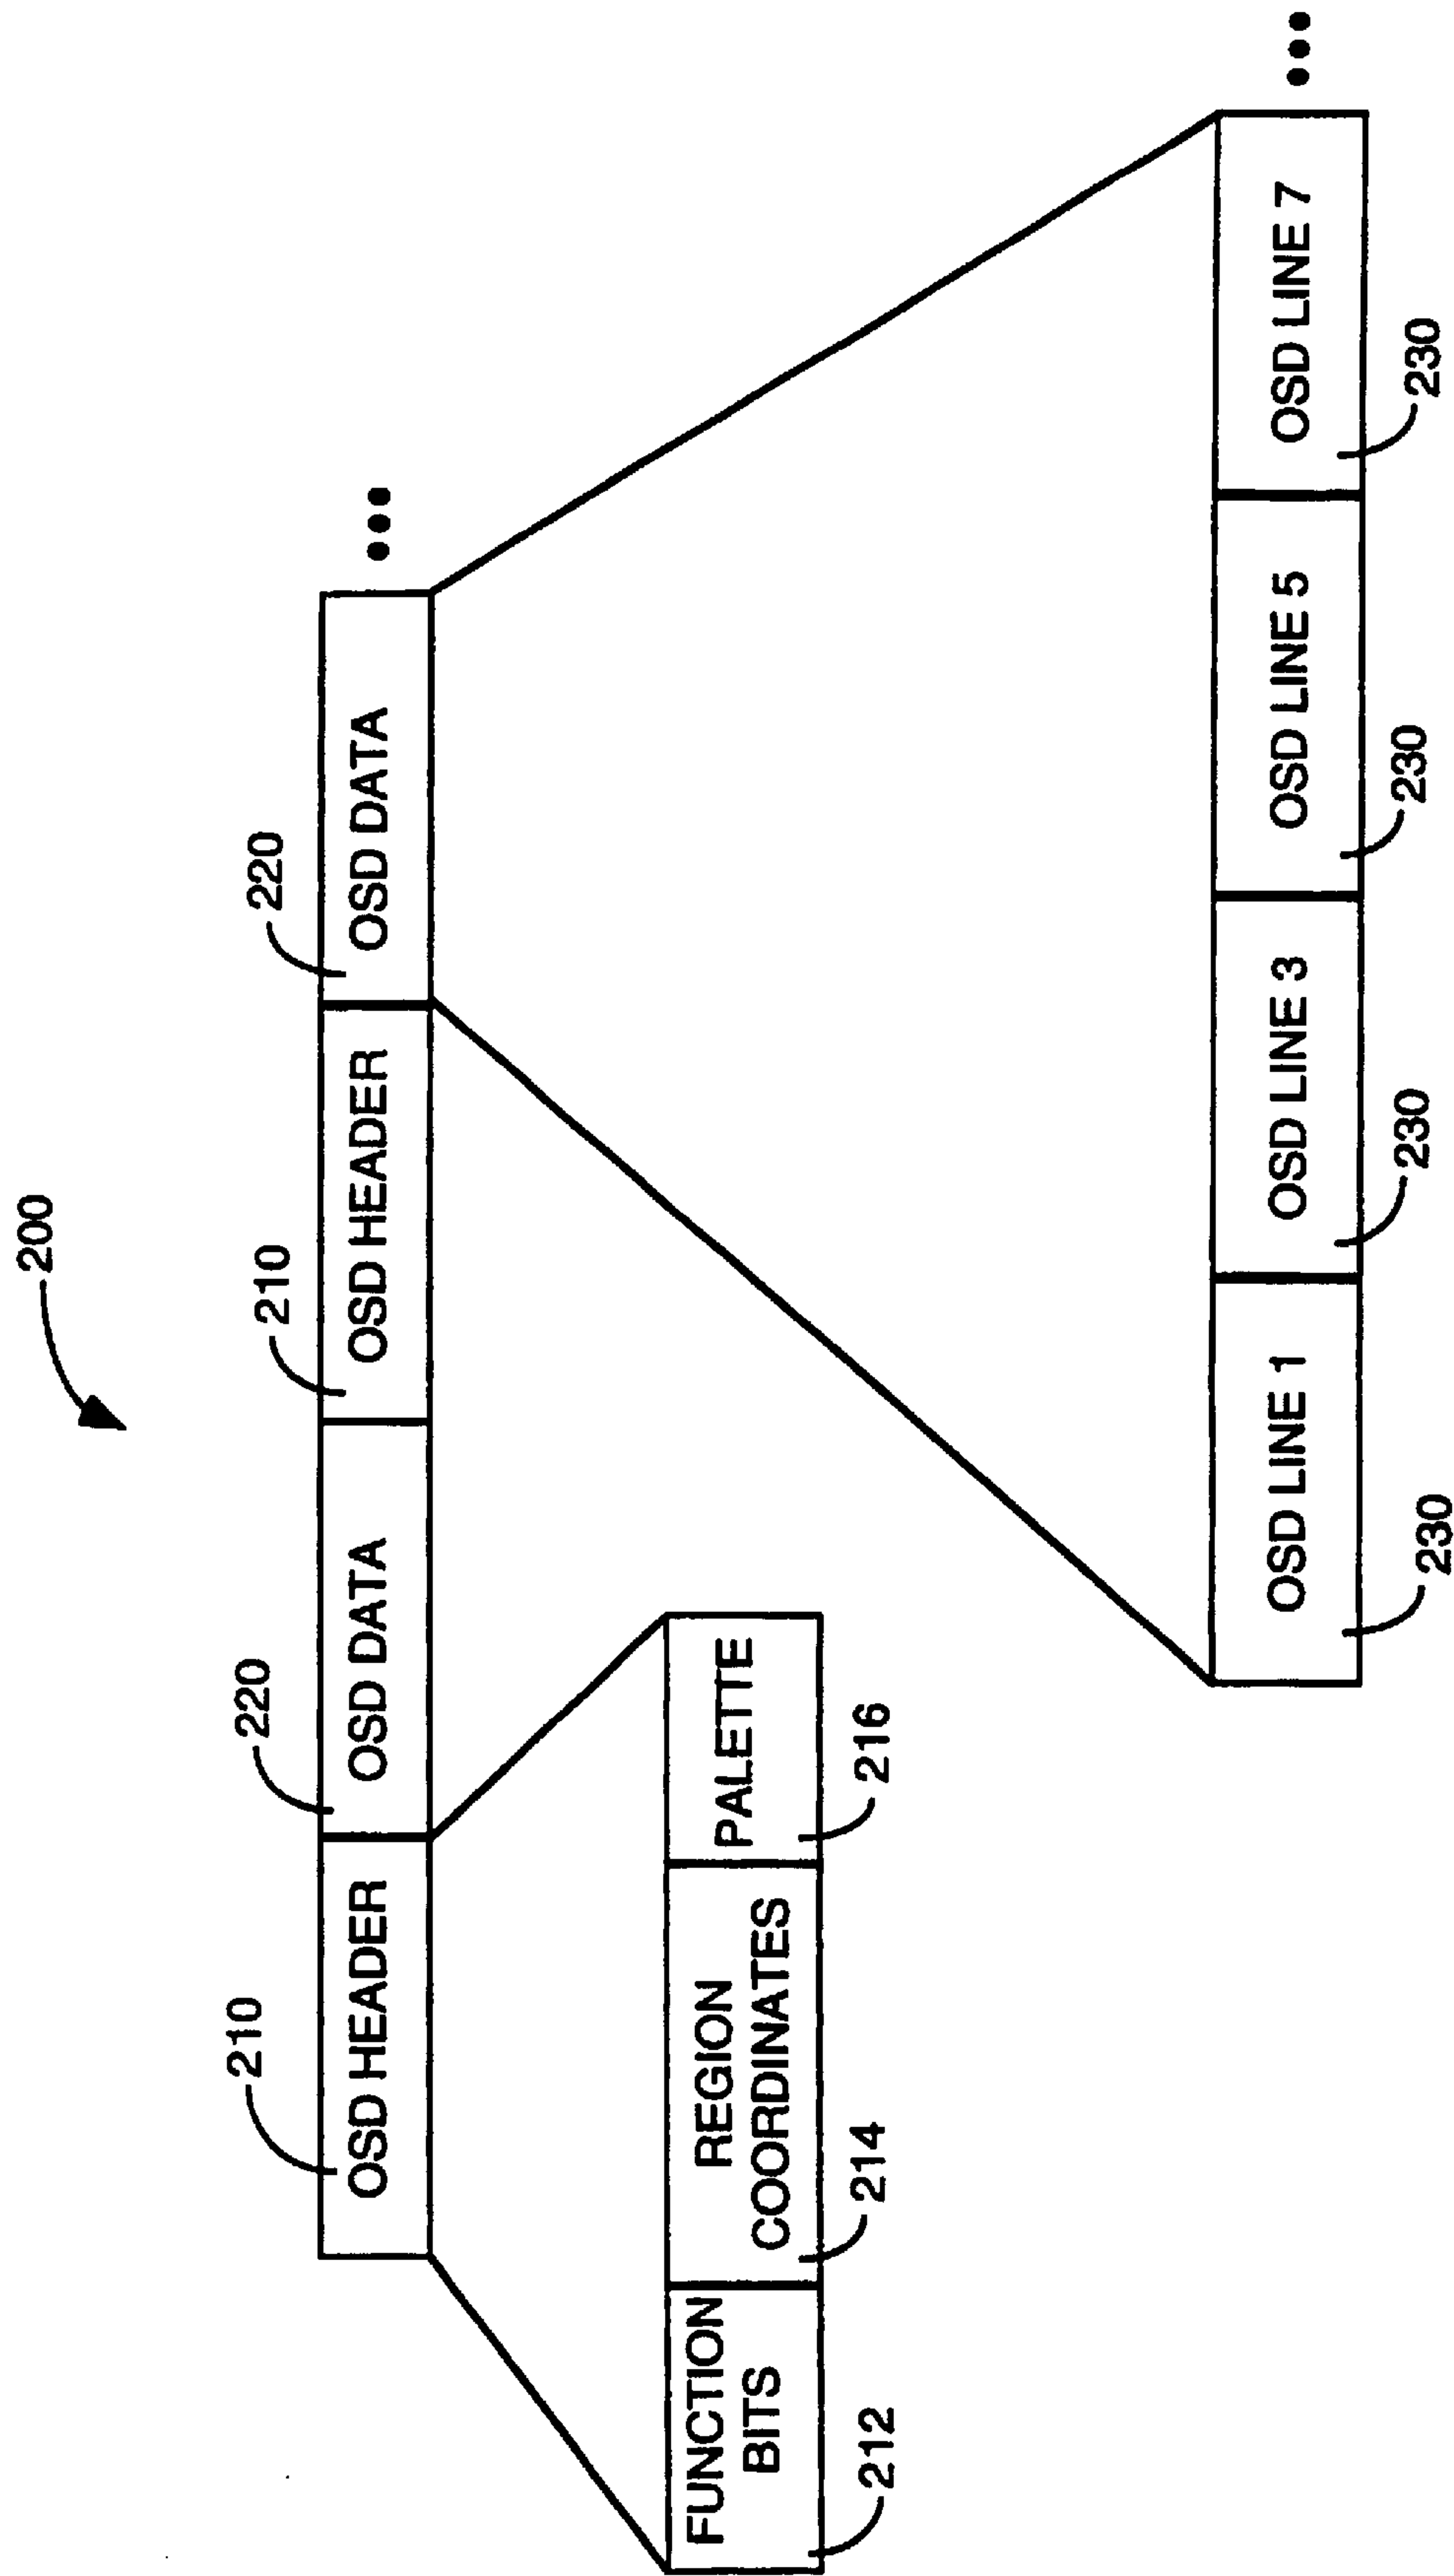 200
210
220
210
220
OSD HEADER
OSD DATA
OSD HEADER
OSD DATA
•••
FUNCTION
BITS
REGION
COORDINATES
PALETTE
212
214
216
OSD LINE 1
OSD LINE 3
OSD LINE 5
OSD LINE 7
•••
230
230
230
230